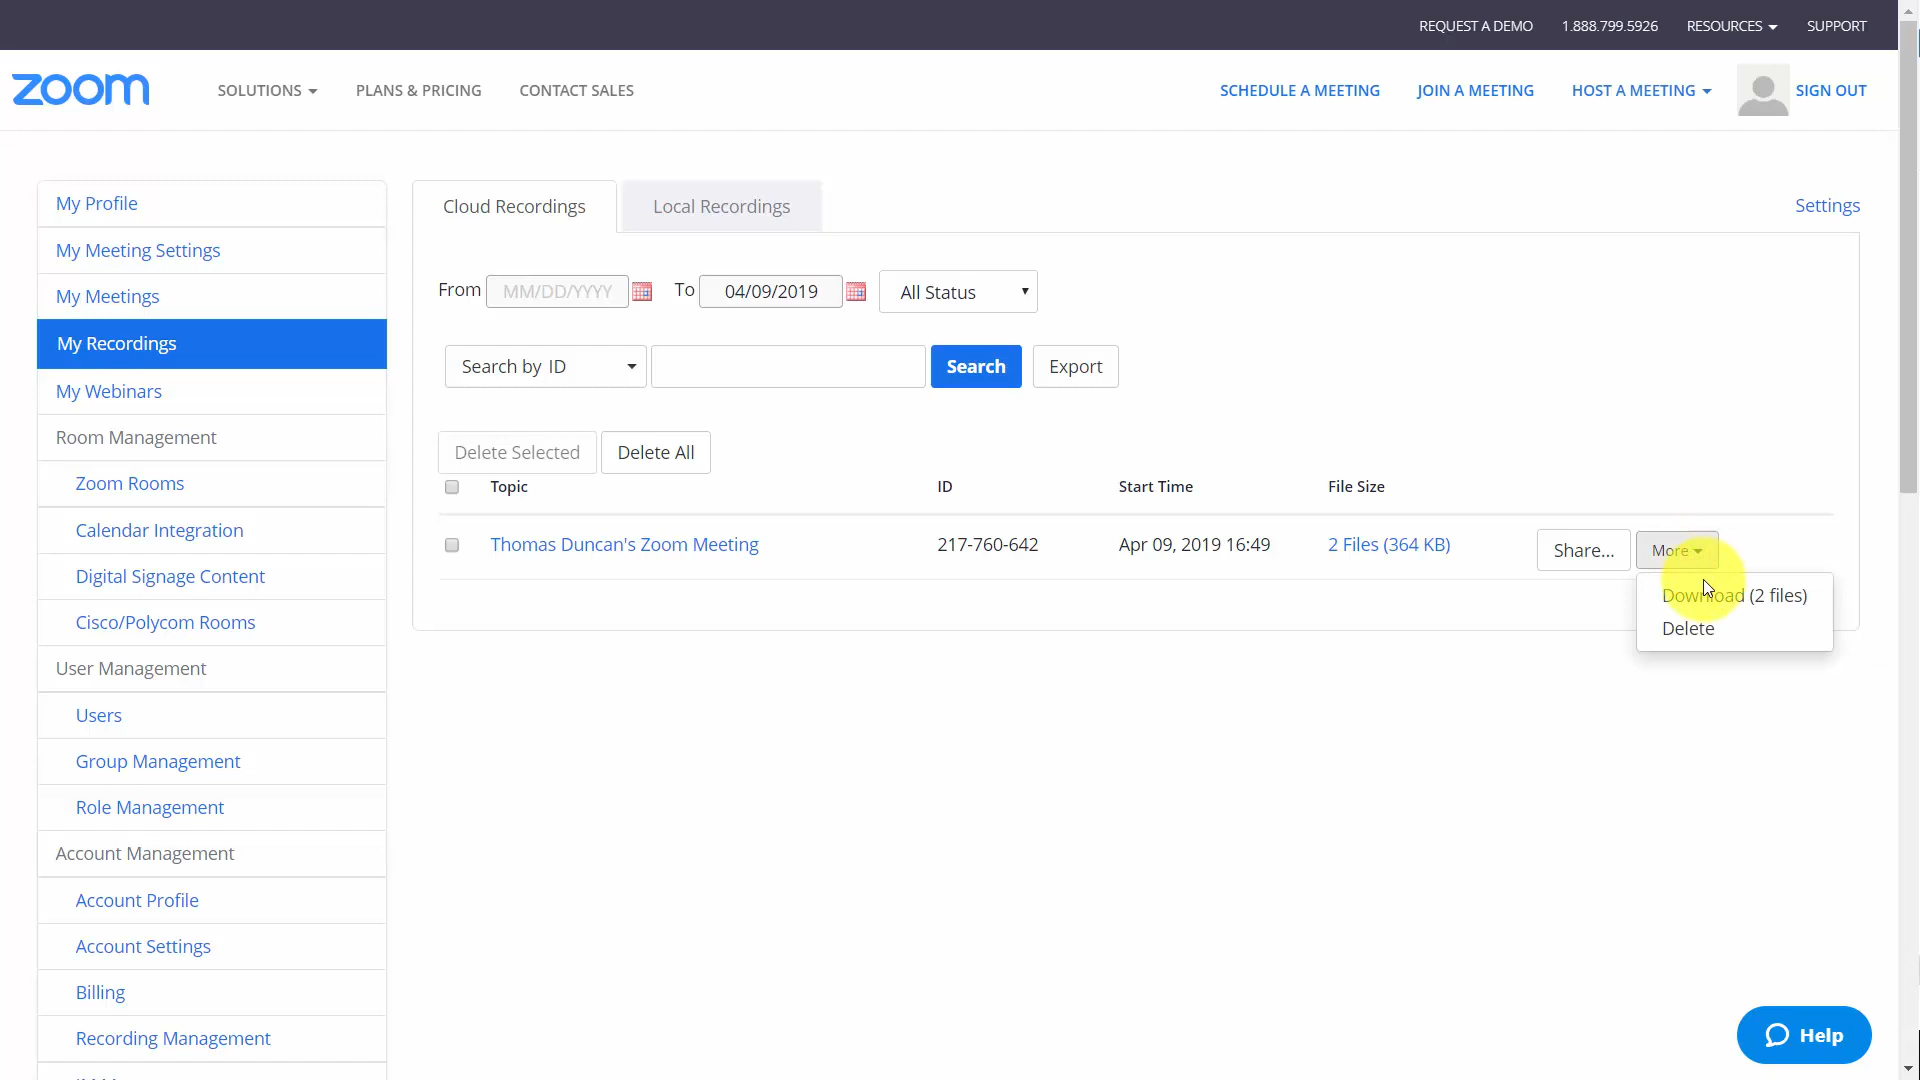 REQUEST A DEMO 1.888.799.5926 RESOURCES SUPPORT
zoom SOLUTIONS PLANS & PRICING CONTACT SALES SCHEDULE A MEETING JOIN A MEETING HOST A MEETING SIGN OUT
My Profile
My Meeting Settings
My Meetings
My Recordings
My Webinars
Room Management
Zoom Rooms
Calendar Integration
Digital Signage Content
Cisco/Polycom Rooms
User Management
Users
Group Management
Role Management
Account Management
Account Profile
Account Settings
Billing
Recording Management
Cloud Recordings Local Recordings Settings
From MM/DD/YYYY To 04/09/2019 All Status
Search by ID Search Export
Delete Selected Delete All
Topic ID Start Time File Size
Thomas Duncan's Zoom Meeting 217-760-642 Apr 09, 2019 16:49 2 Files (364 KB) Share... More
Download (2 files)
Delete
Help